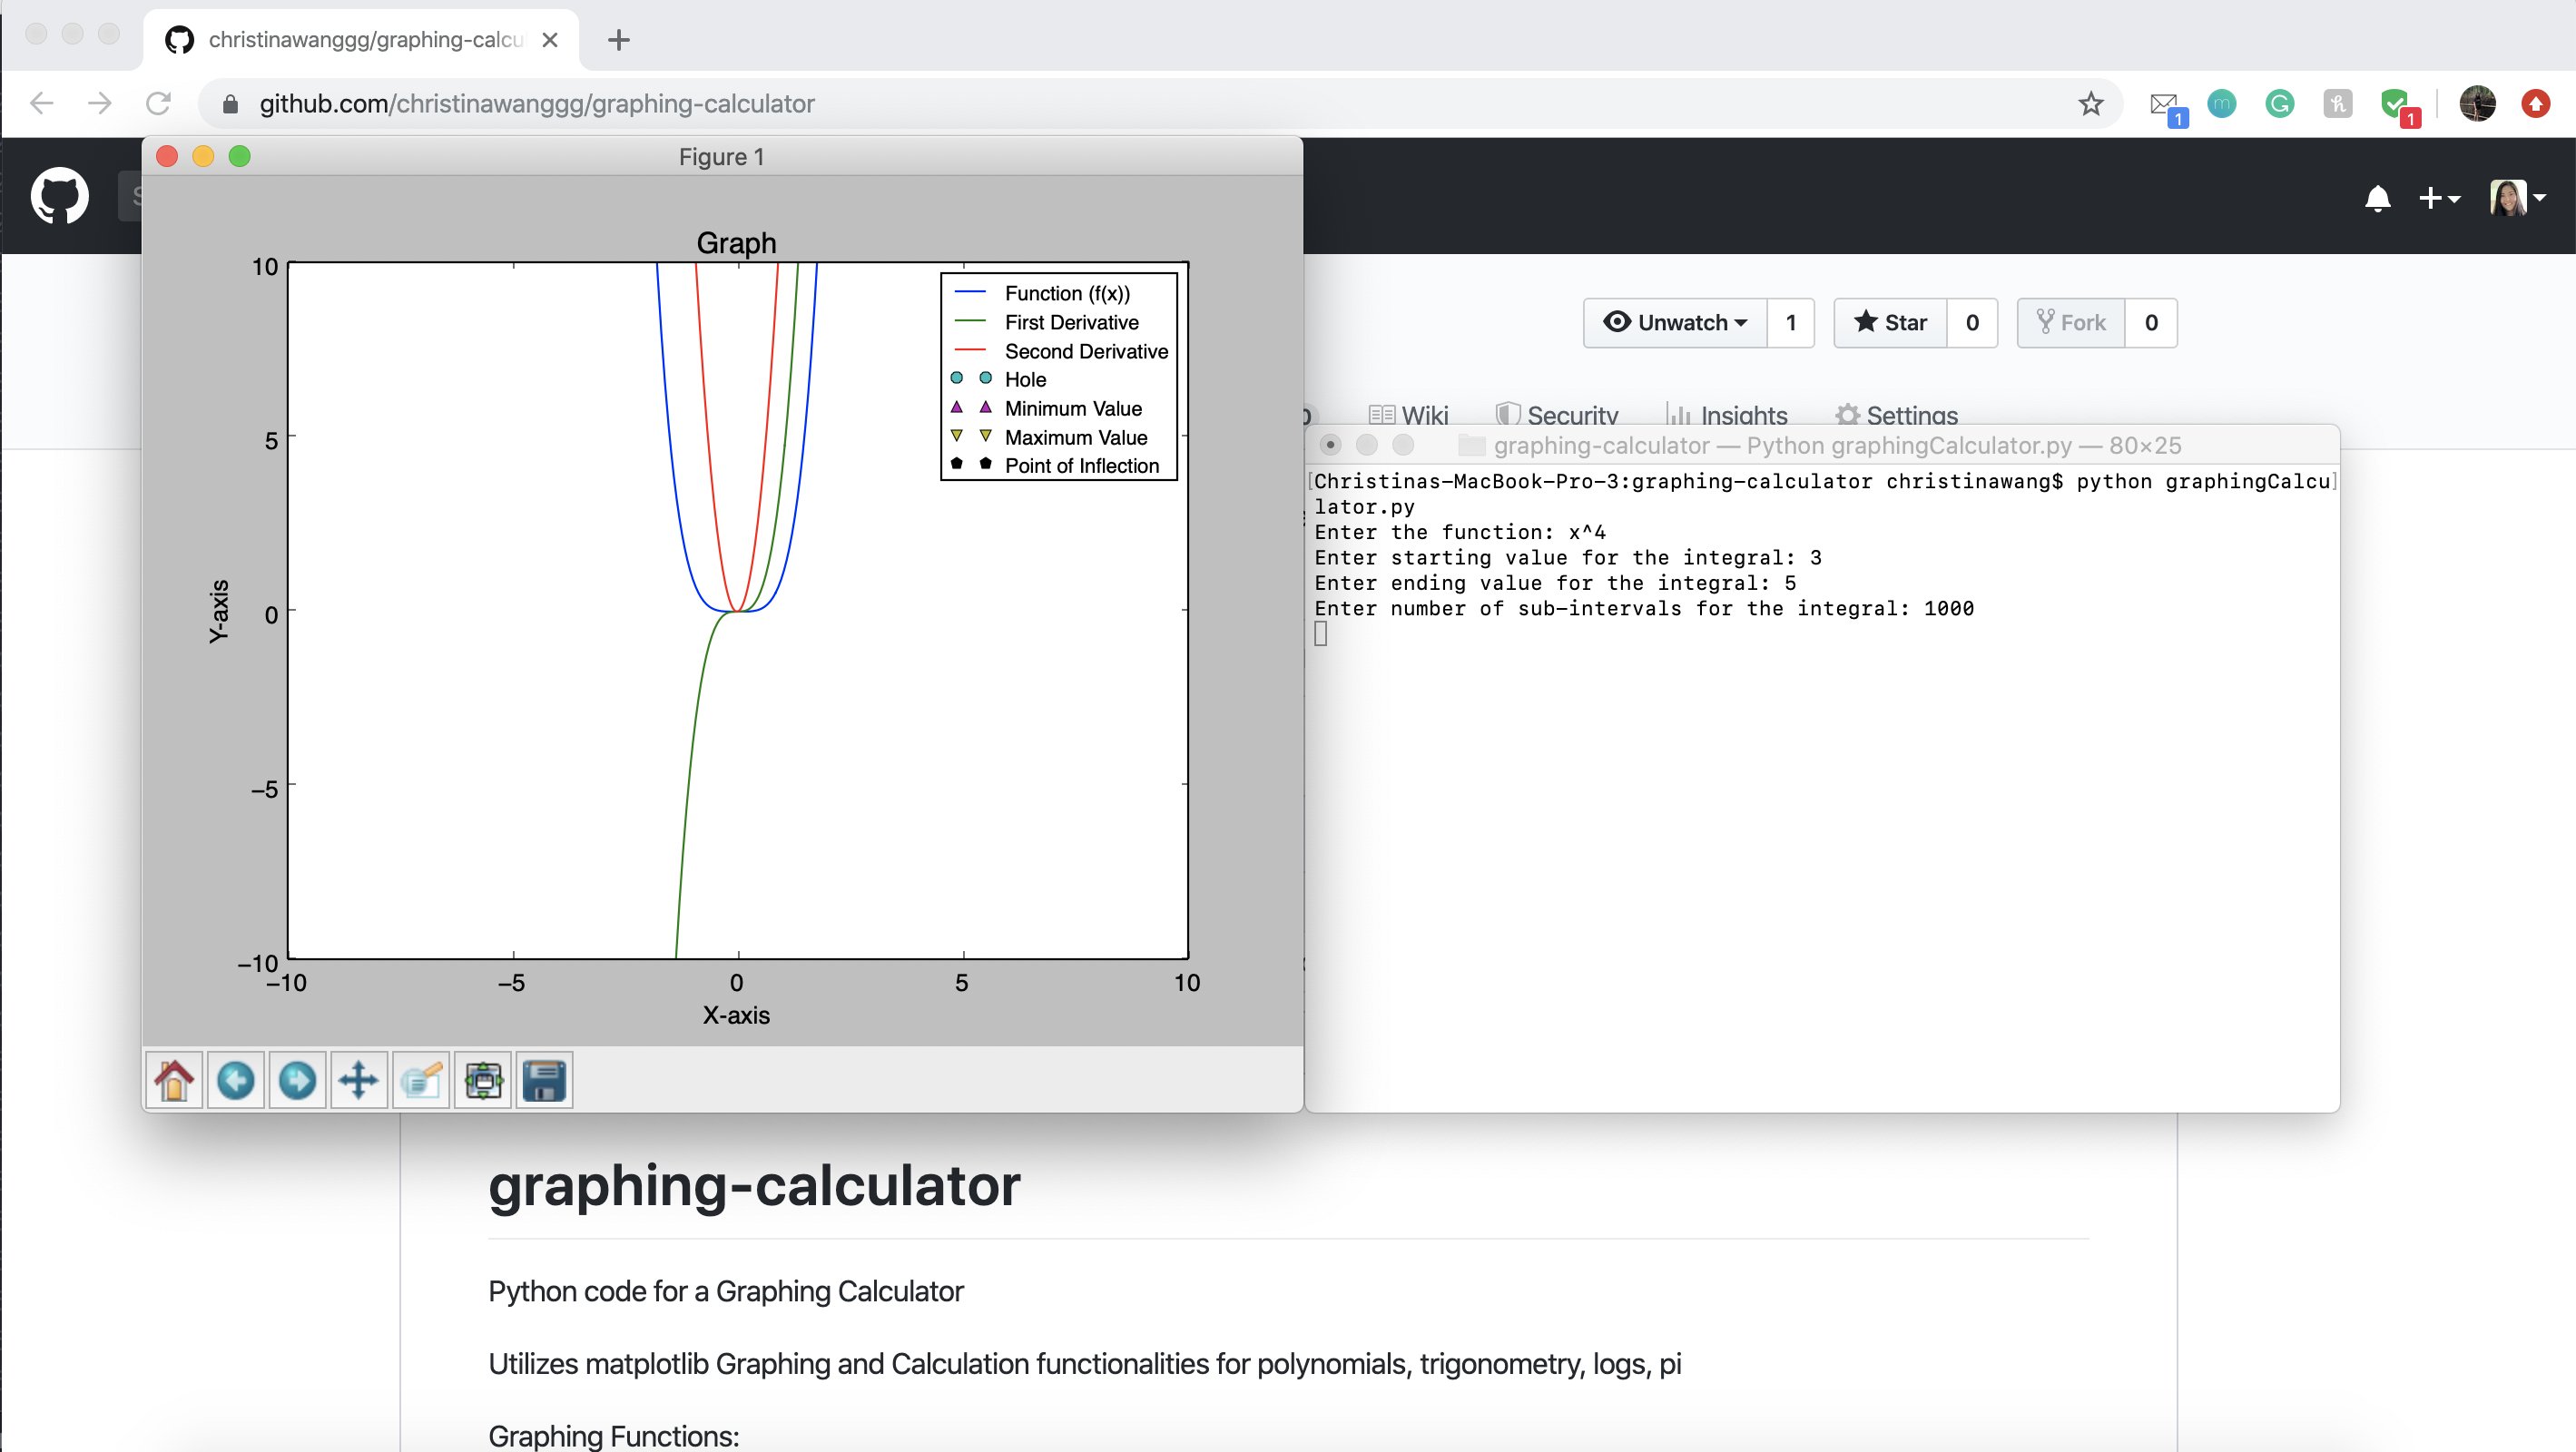 christinawanggg/graphing-calcu
github.com/christinawanggg/graphing-calculator
1
m
G
h
1
Figure 1
S
Graph
10
5
0
−5
−10
−10
−5
0
5
10
X-axis
Y-axis
Function (f(x))
First Derivative
Second Derivative
Hole
Minimum Value
Maximum Value
Point of Inflection
Unwatch 1
Star 0
Fork 0
Wiki
Security
Insights
Settings
graphing-calculator — Python graphingCalculator.py — 80×25
[Christinas-MacBook-Pro-3:graphing-calculator christinawang$ python graphingCalcu]
lator.py
Enter the function: x^4
Enter starting value for the integral: 3
Enter ending value for the integral: 5
Enter number of sub-intervals for the integral: 1000
graphing-calculator
Python code for a Graphing Calculator
Utilizes matplotlib Graphing and Calculation functionalities for polynomials, trigonometry, logs, pi
Graphing Functions: